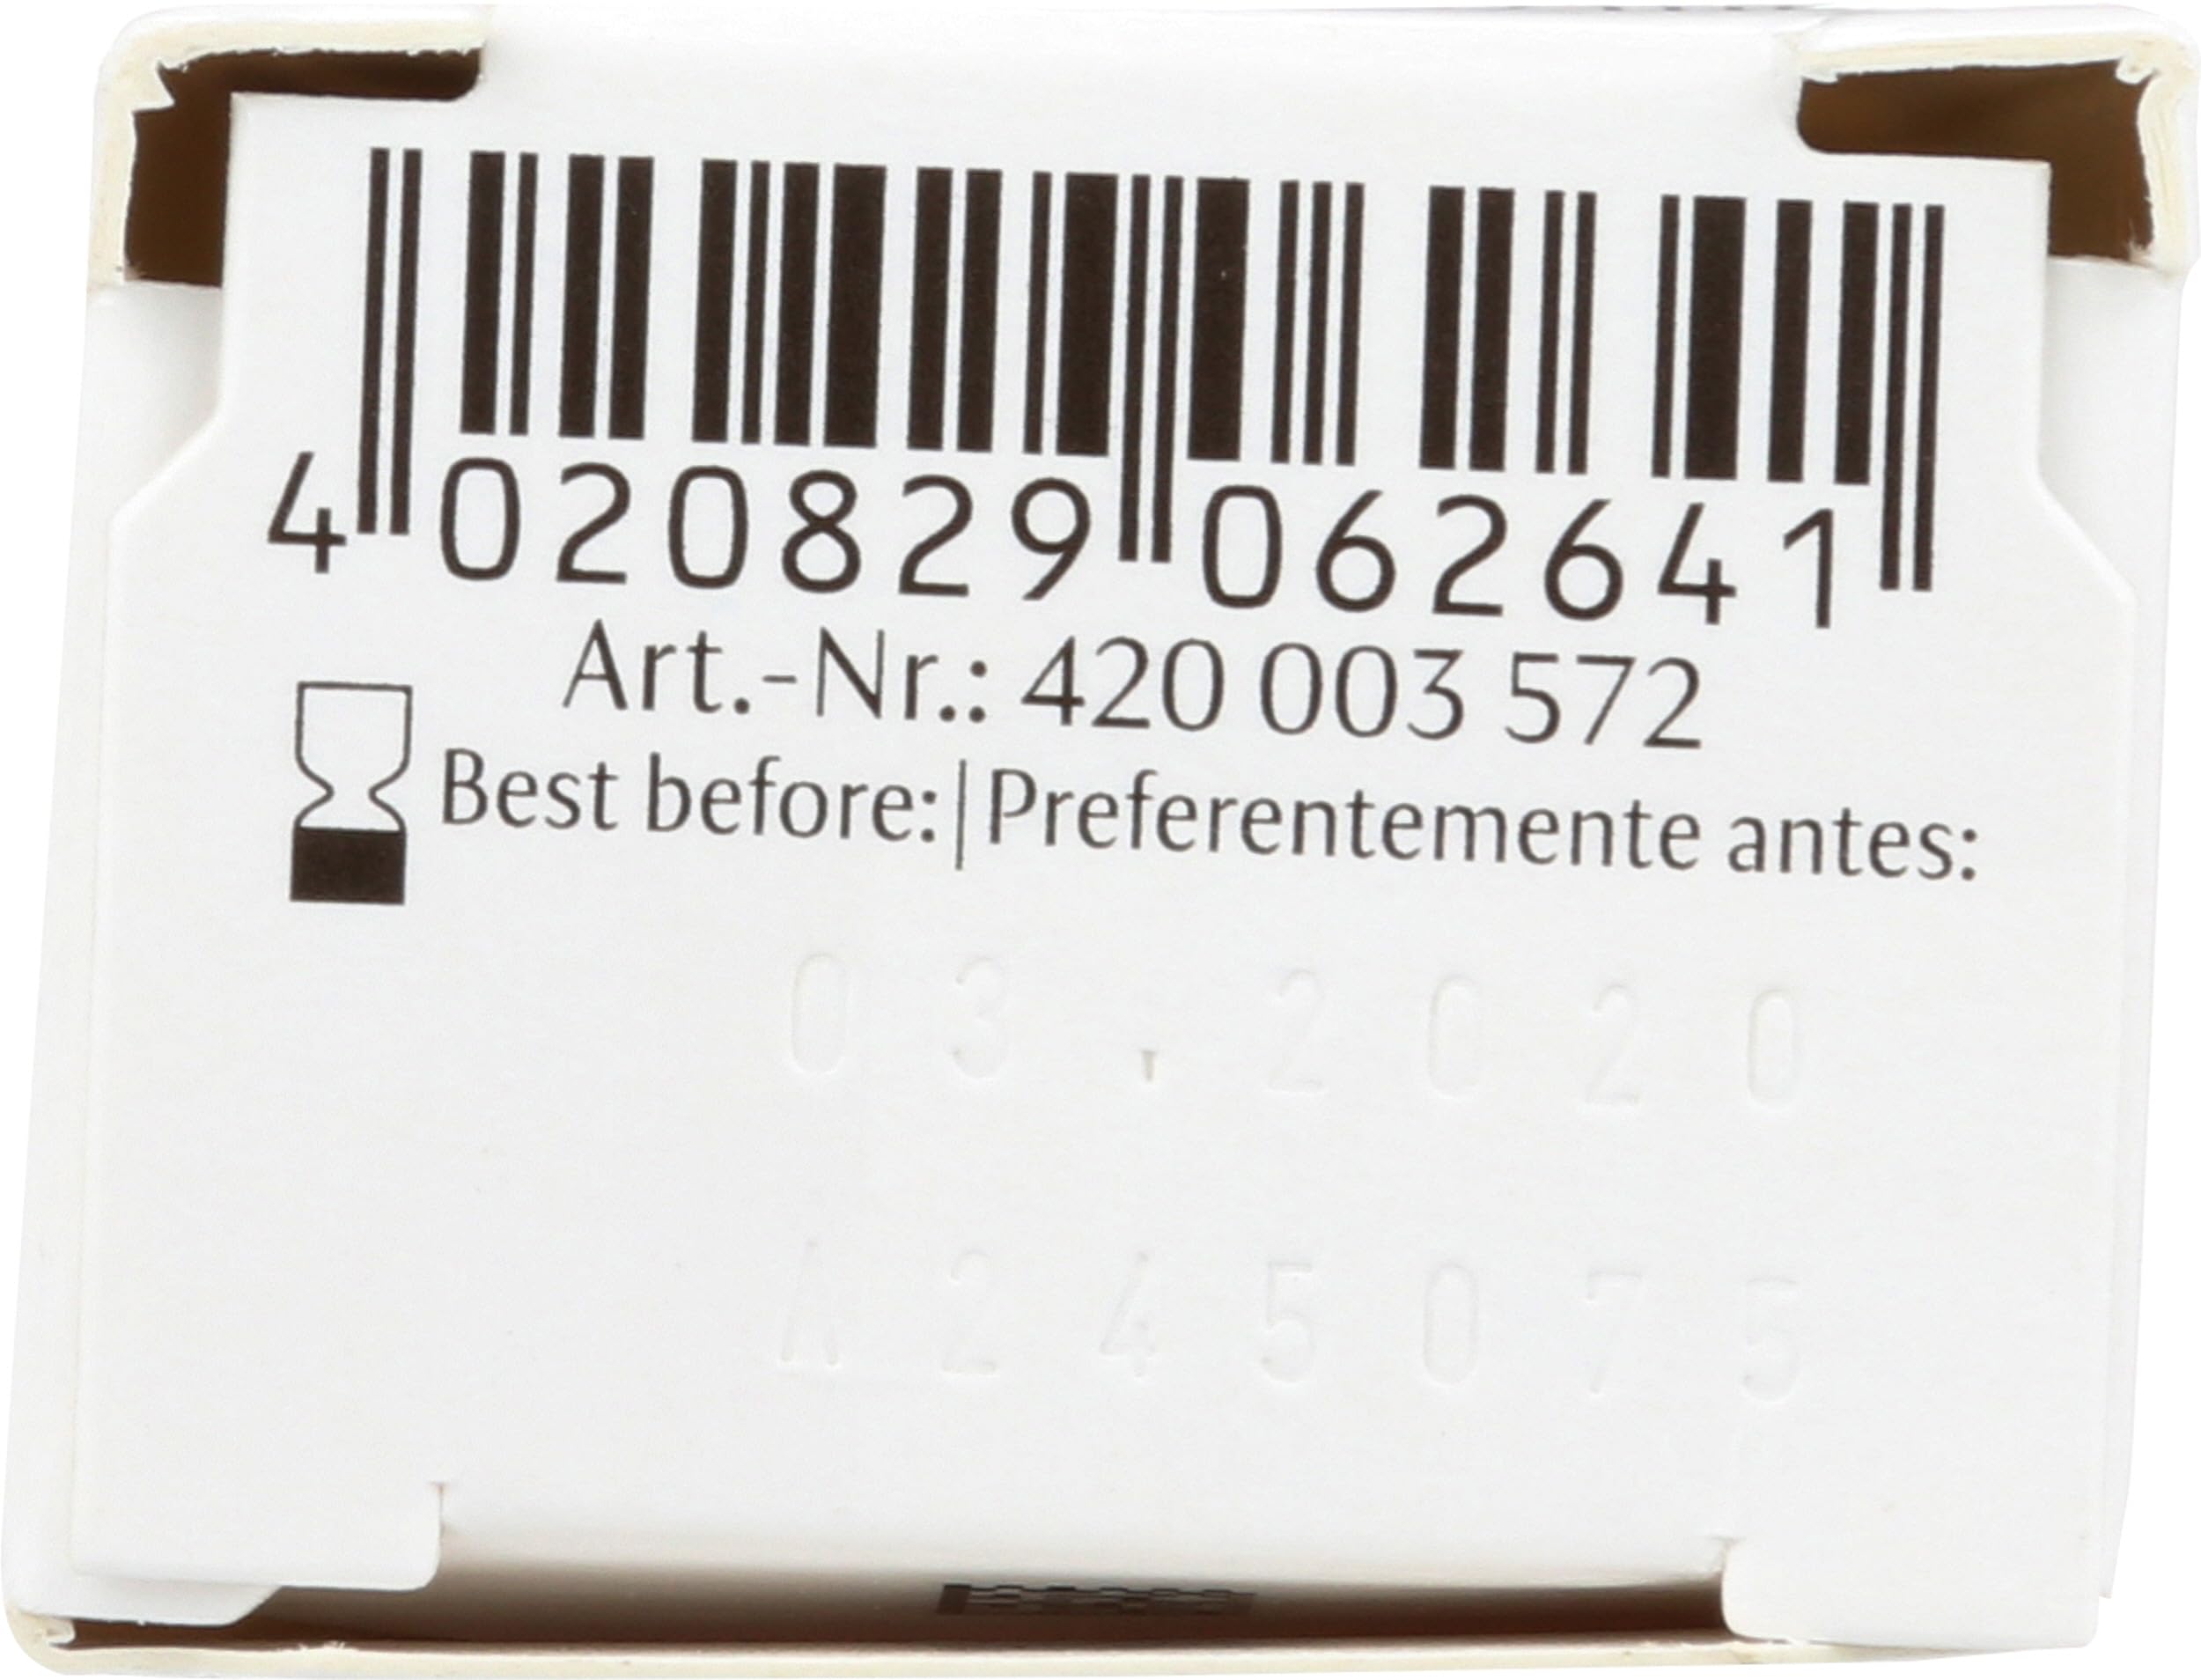 4 020829 062641
Art.-Nr.: 420 003 572
Best before: | Preferentemente antes:
03.2020
A245075